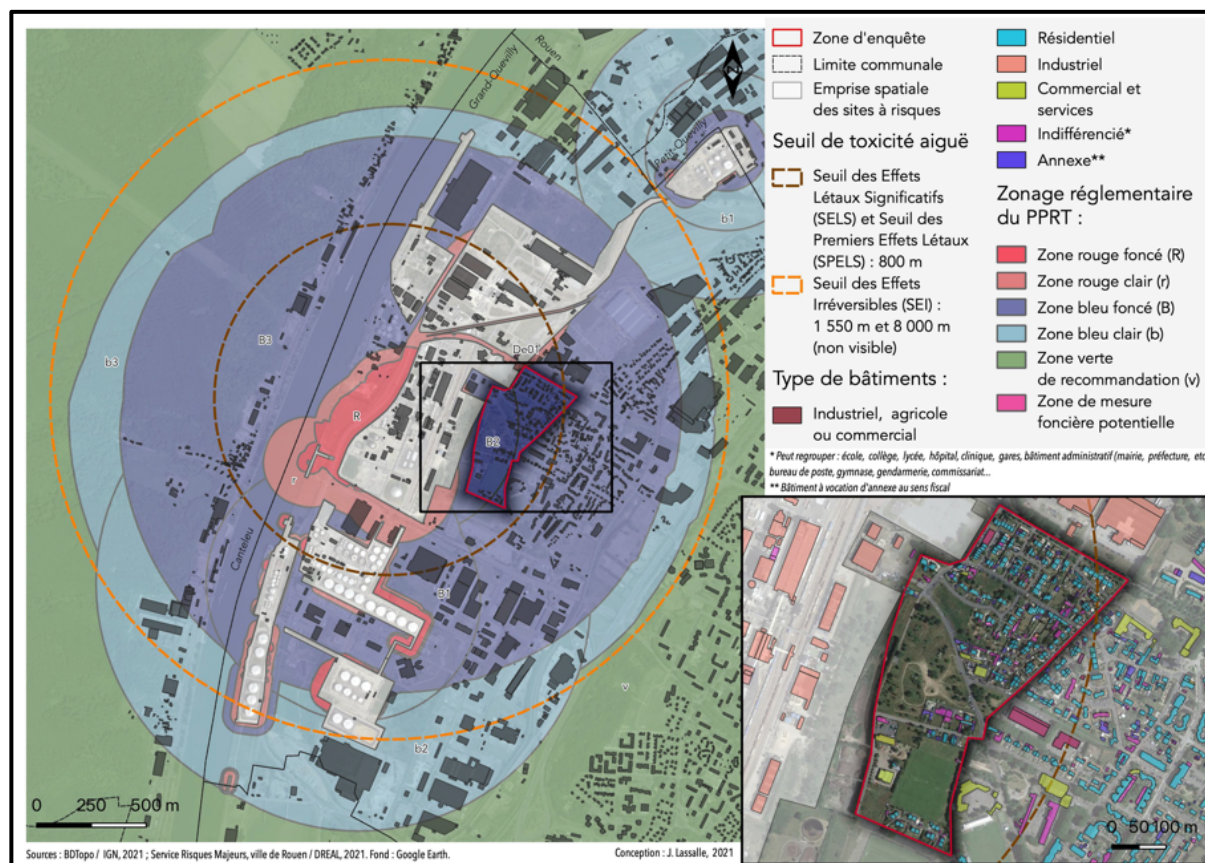 Rouen
Grand-Quevilly
Petit-Quevilly
b1
b3
B3
De01
R
B2
r
Canteleu
B1
v
b2
0 250 500 m
Sources : BDTopo / IGN, 2021 ; Service Risques Majeurs, ville de Rouen / DREAL, 2021. Fond : Google Earth.
Conception : J. Lassalle, 2021
Zone d'enquête
Limite communale
Emprise spatiale
des sites à risques
Seuil de toxicité aiguë
Seuil des Effets
Létaux Significatifs
(SELS) et Seuil des
Premiers Effets Létaux
(SPELS) : 800 m
Seuil des Effets
Irréversibles (SEI) :
1 550 m et 8 000 m
(non visible)
Type de bâtiments :
Industriel, agricole
ou commercial
Résidentiel
Industriel
Commercial et
services
Indifférencié*
Annexe**
Zonage réglementaire
du PPRT :
Zone rouge foncé (R)
Zone rouge clair (r)
Zone bleu foncé (B)
Zone bleu clair (b)
Zone verte
de recommandation (v)
Zone de mesure
foncière potentielle
* Peut regrouper : école, collège, lycée, hôpital, clinique, gares, bâtiment administratif (mairie, préfecture, etc
bureau de poste, gymnase, gendarmerie, commissariat...
** Bâtiment à vocation d'annexe au sens fiscal
0 50 100 m